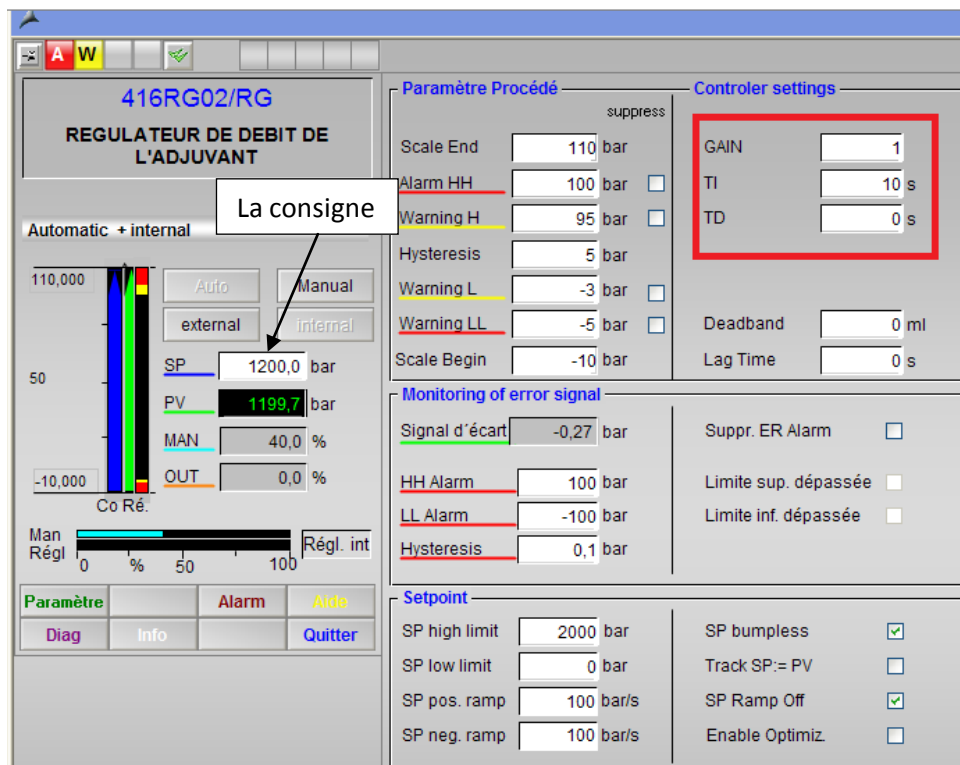 A W
416RG02/RG
REGULATEUR DE DEBIT DE
L'ADJUVANT
La consigne
Automatic + internal
110,000
50
-10,000
Co Ré.
Auto Manual
external internal
SP 1200,0 bar
PV 1199,7 bar
MAN 40,0 %
OUT 0,0 %
Man
Régl
0 % 50 100
Régl. int
Paramètre Alarm Aide
Diag Info Quitter
Paramètre Procédé
suppress
Scale End 110 bar
Alarm HH 100 bar
Warning H 95 bar
Hysteresis 5 bar
Warning L -3 bar
Warning LL -5 bar
Scale Begin -10 bar
Controler settings
GAIN 1
TI 10 s
TD 0 s
Deadband 0 ml
Lag Time 0 s
Monitoring of error signal
Signal d´écart -0,27 bar
HH Alarm 100 bar
LL Alarm -100 bar
Hysteresis 0,1 bar
Suppr. ER Alarm
Limite sup. dépassée
Limite inf. dépassée
Setpoint
SP high limit 2000 bar
SP low limit 0 bar
SP pos. ramp 100 bar/s
SP neg. ramp 100 bar/s
SP bumpless
Track SP:= PV
SP Ramp Off
Enable Optimiz.